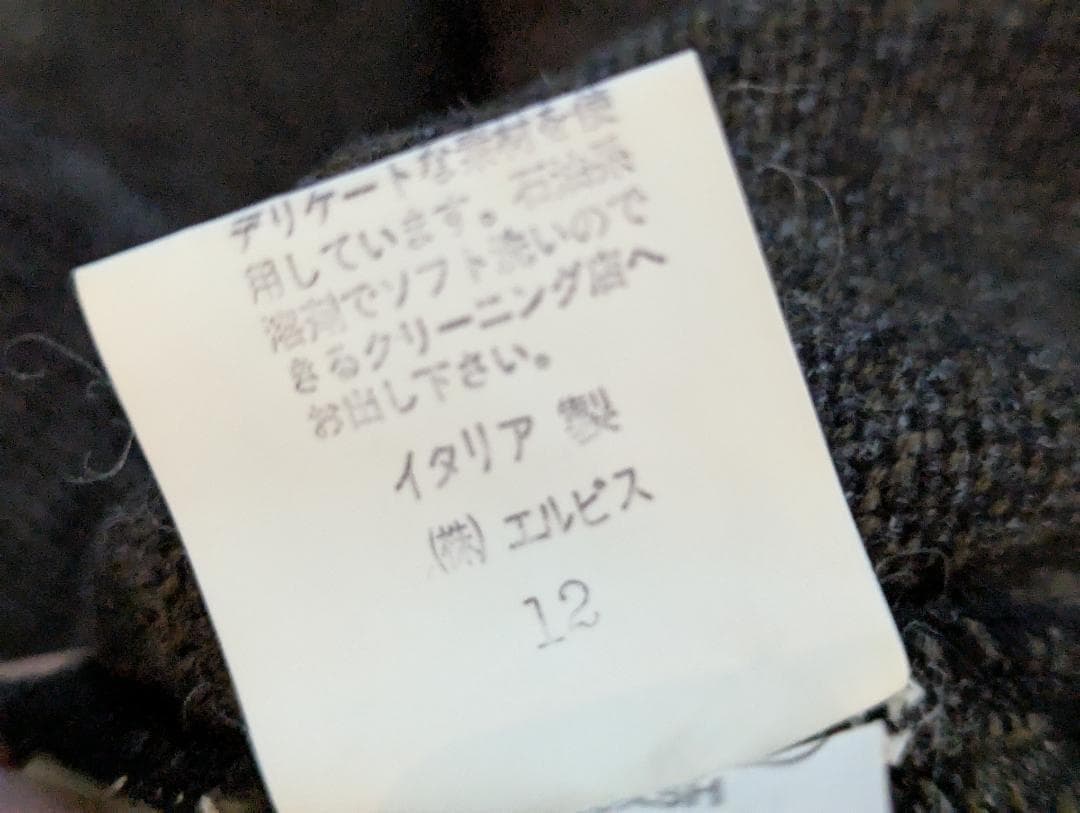 デリケートな素材を使
用しています。石油系
溶剤でソフト洗いので
きるクリーニング店へ
お出し下さい。
イタリア 製
(株) エルピス
12